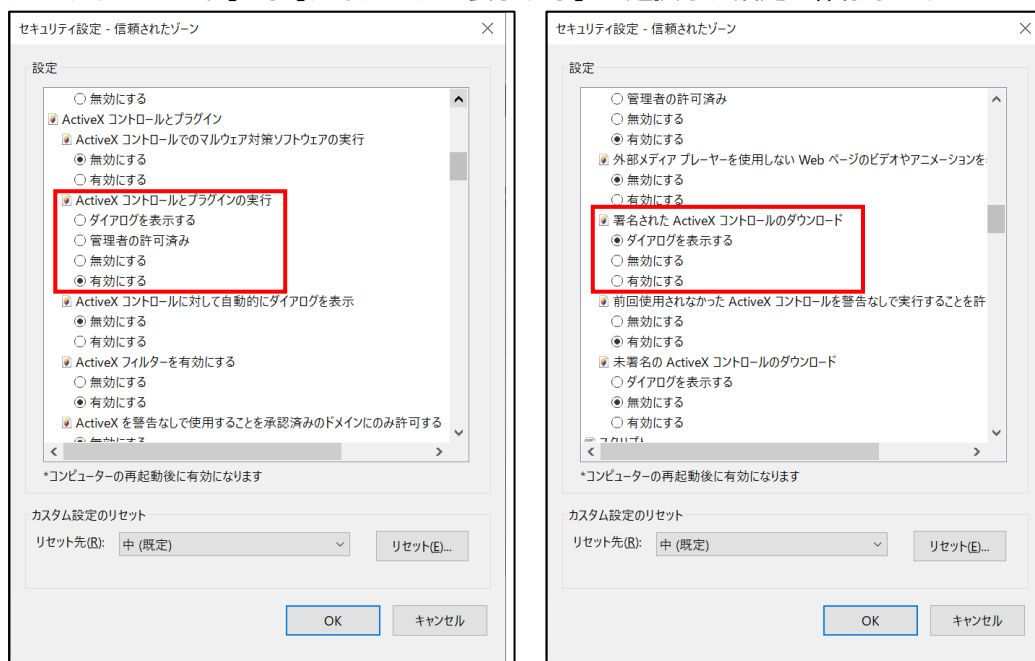 セキュリティ設定 - 信頼されたゾーン
設定
無効にする
ActiveX コントロールとプラグイン
ActiveX コントロールでのマルウェア対策ソフトウェアの実行
無効にする
有効にする
ActiveX コントロールとプラグインの実行
ダイアログを表示する
管理者の許可済み
無効にする
有効にする
ActiveX コントロールに対して自動的にダイアログを表示
無効にする
有効にする
ActiveX フィルターを有効にする
無効にする
有効にする
ActiveX を警告なしで使用することを承認済みのドメインにのみ許可する
*コンピューターの再起動後に有効になります
カスタム設定のリセット
リセット先(R): 中 (既定) リセット(E)...
OK キャンセル
セキュリティ設定 - 信頼されたゾーン
設定
管理者の許可済み
無効にする
有効にする
外部メディア プレーヤーを使用しない Web ページのビデオやアニメーションを
無効にする
有効にする
署名された ActiveX コントロールのダウンロード
ダイアログを表示する
無効にする
有効にする
前回使用されなかった ActiveX コントロールを警告なしで実行することを許
無効にする
有効にする
未署名の ActiveX コントロールのダウンロード
ダイアログを表示する
無効にする
有効にする
*コンピューターの再起動後に有効になります
カスタム設定のリセット
リセット先(R): 中 (既定) リセット(E)...
OK キャンセル